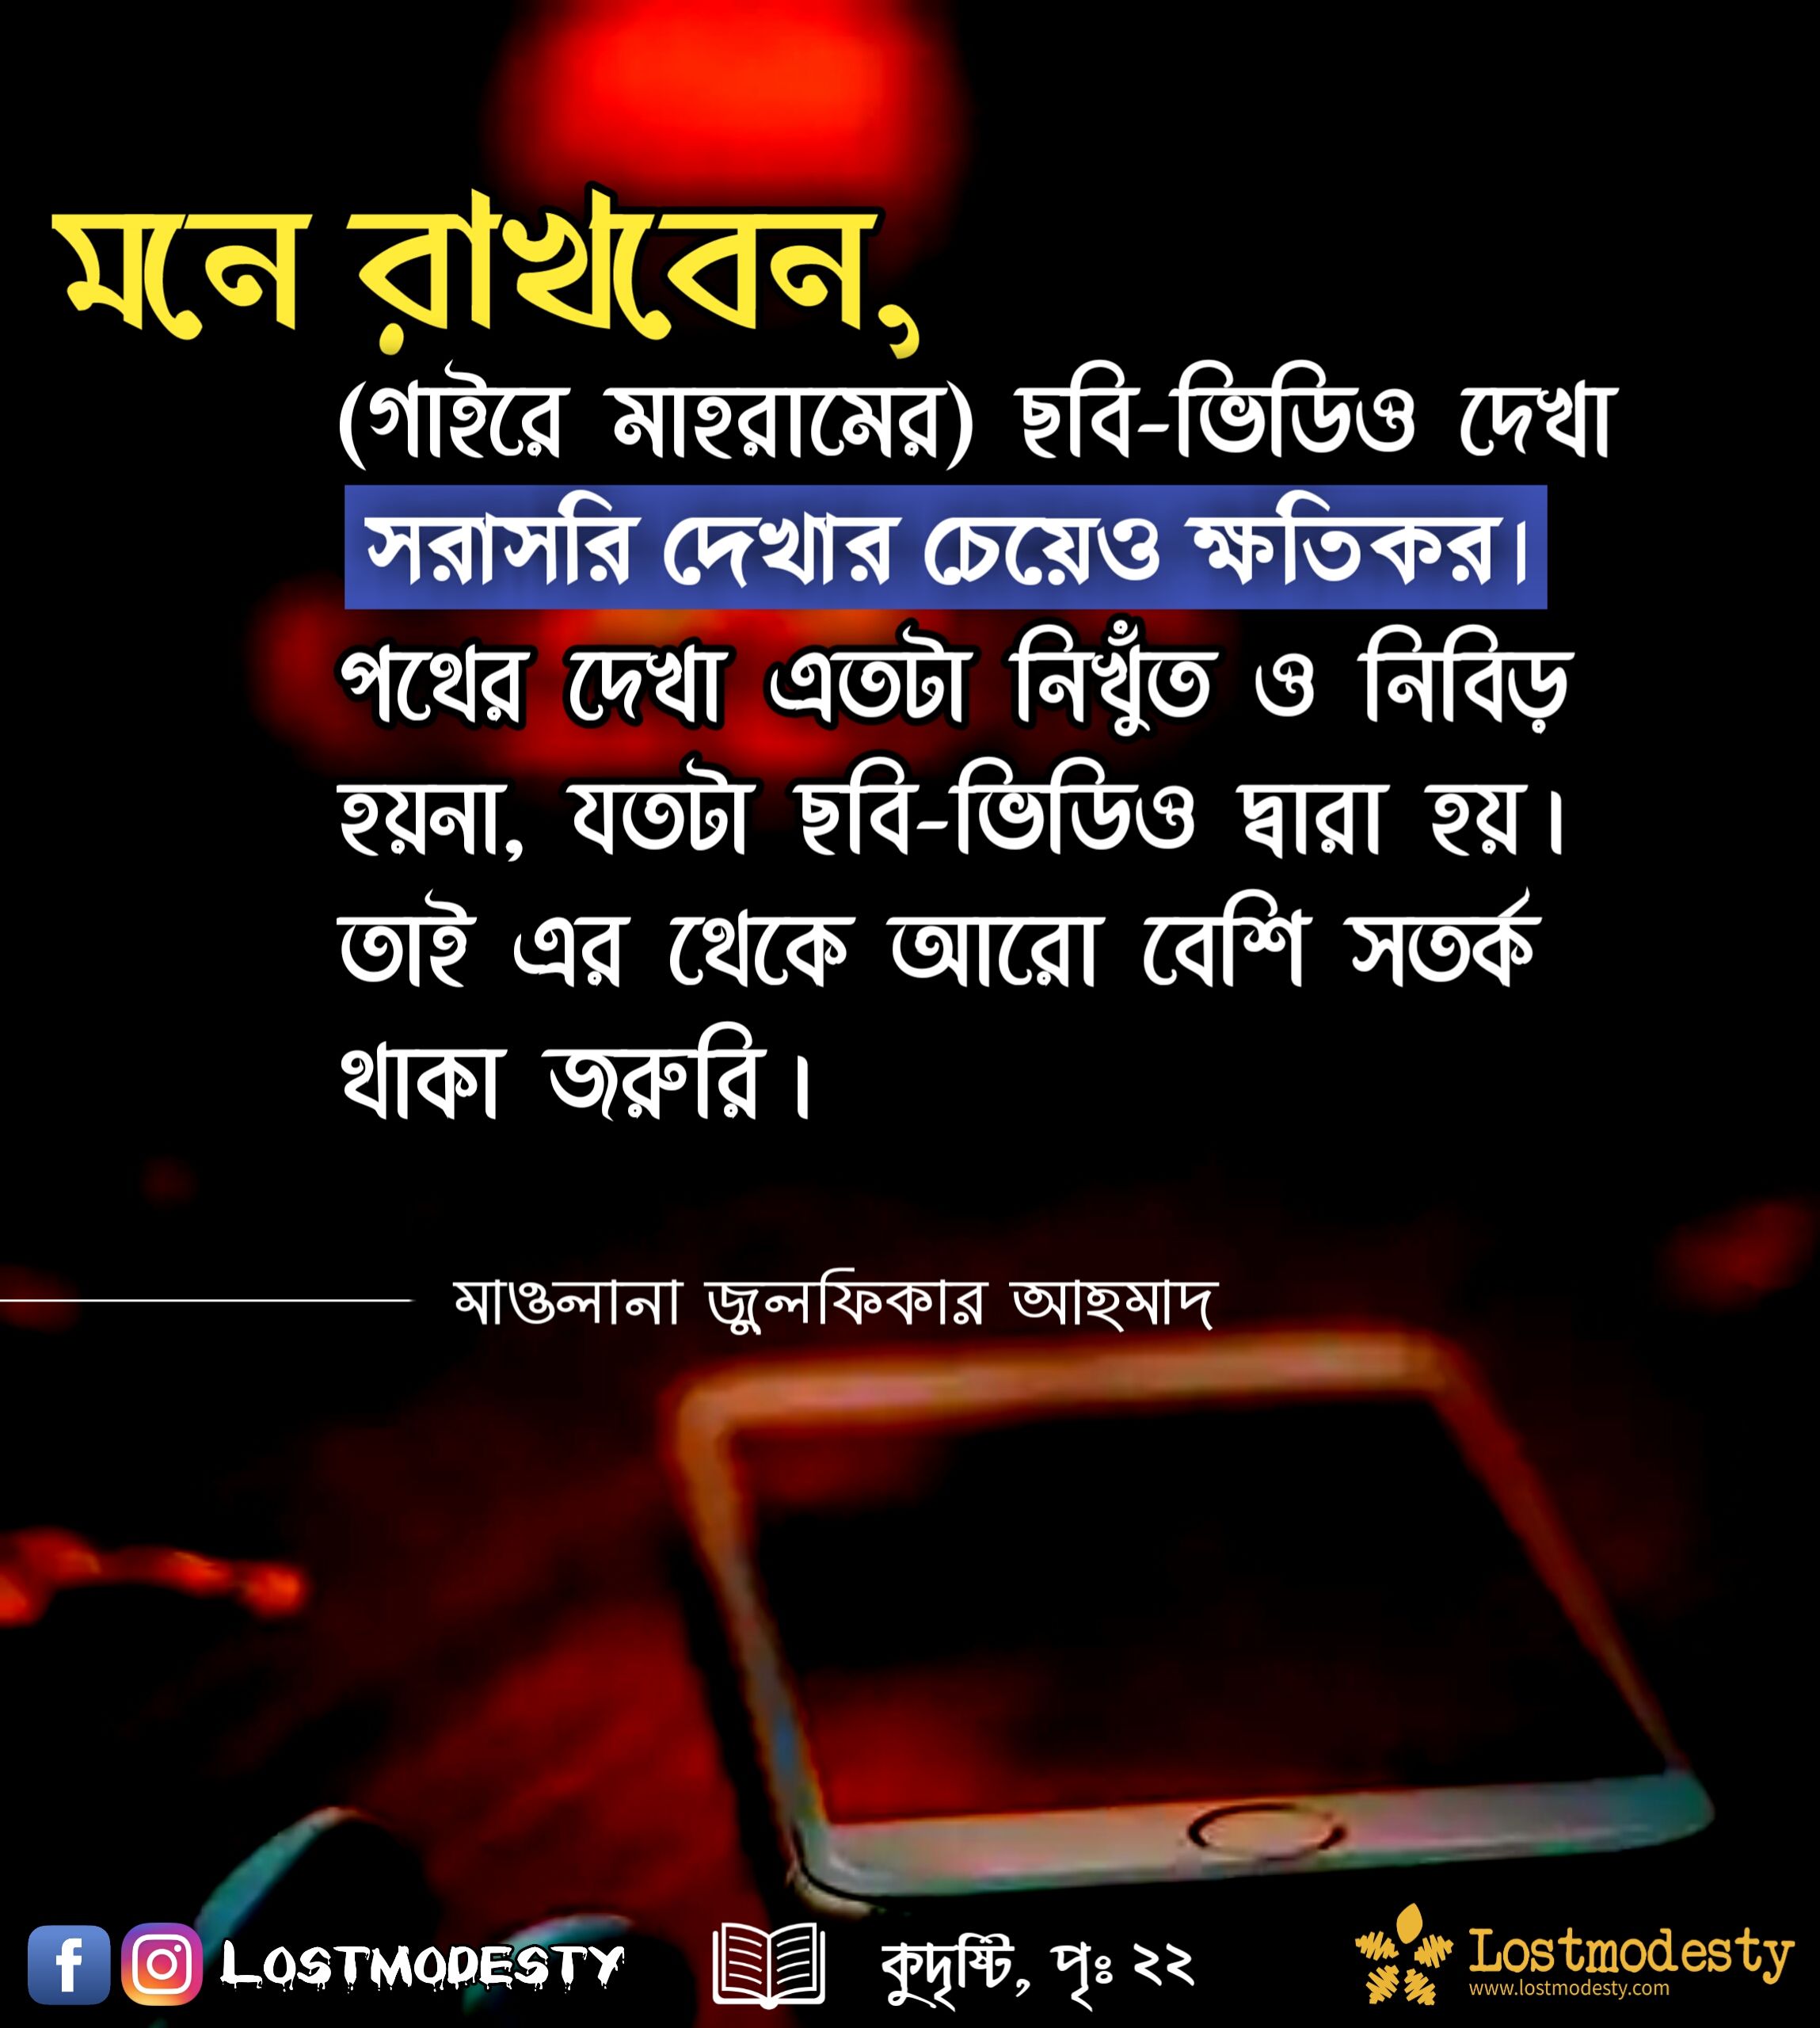 মনে রাখবেন,
(গাইরে মাহরামের) ছবি-ভিডিও দেখা
সরাসরি দেখার চেয়েও ক্ষতিকর।
পথের দেখা এতটা নিখুঁত ও নিবিড়
হয়না, যতটা ছবি-ভিডিও দ্বারা হয়।
তাই এর থেকে আরো বেশি সতর্ক
থাকা জরুরি।
মাওলানা জুলফিকার আহমাদ
f LOSTMODESTY
কুদৃষ্টি, পৃঃ ২২
Lostmodesty
www.lostmodesty.com